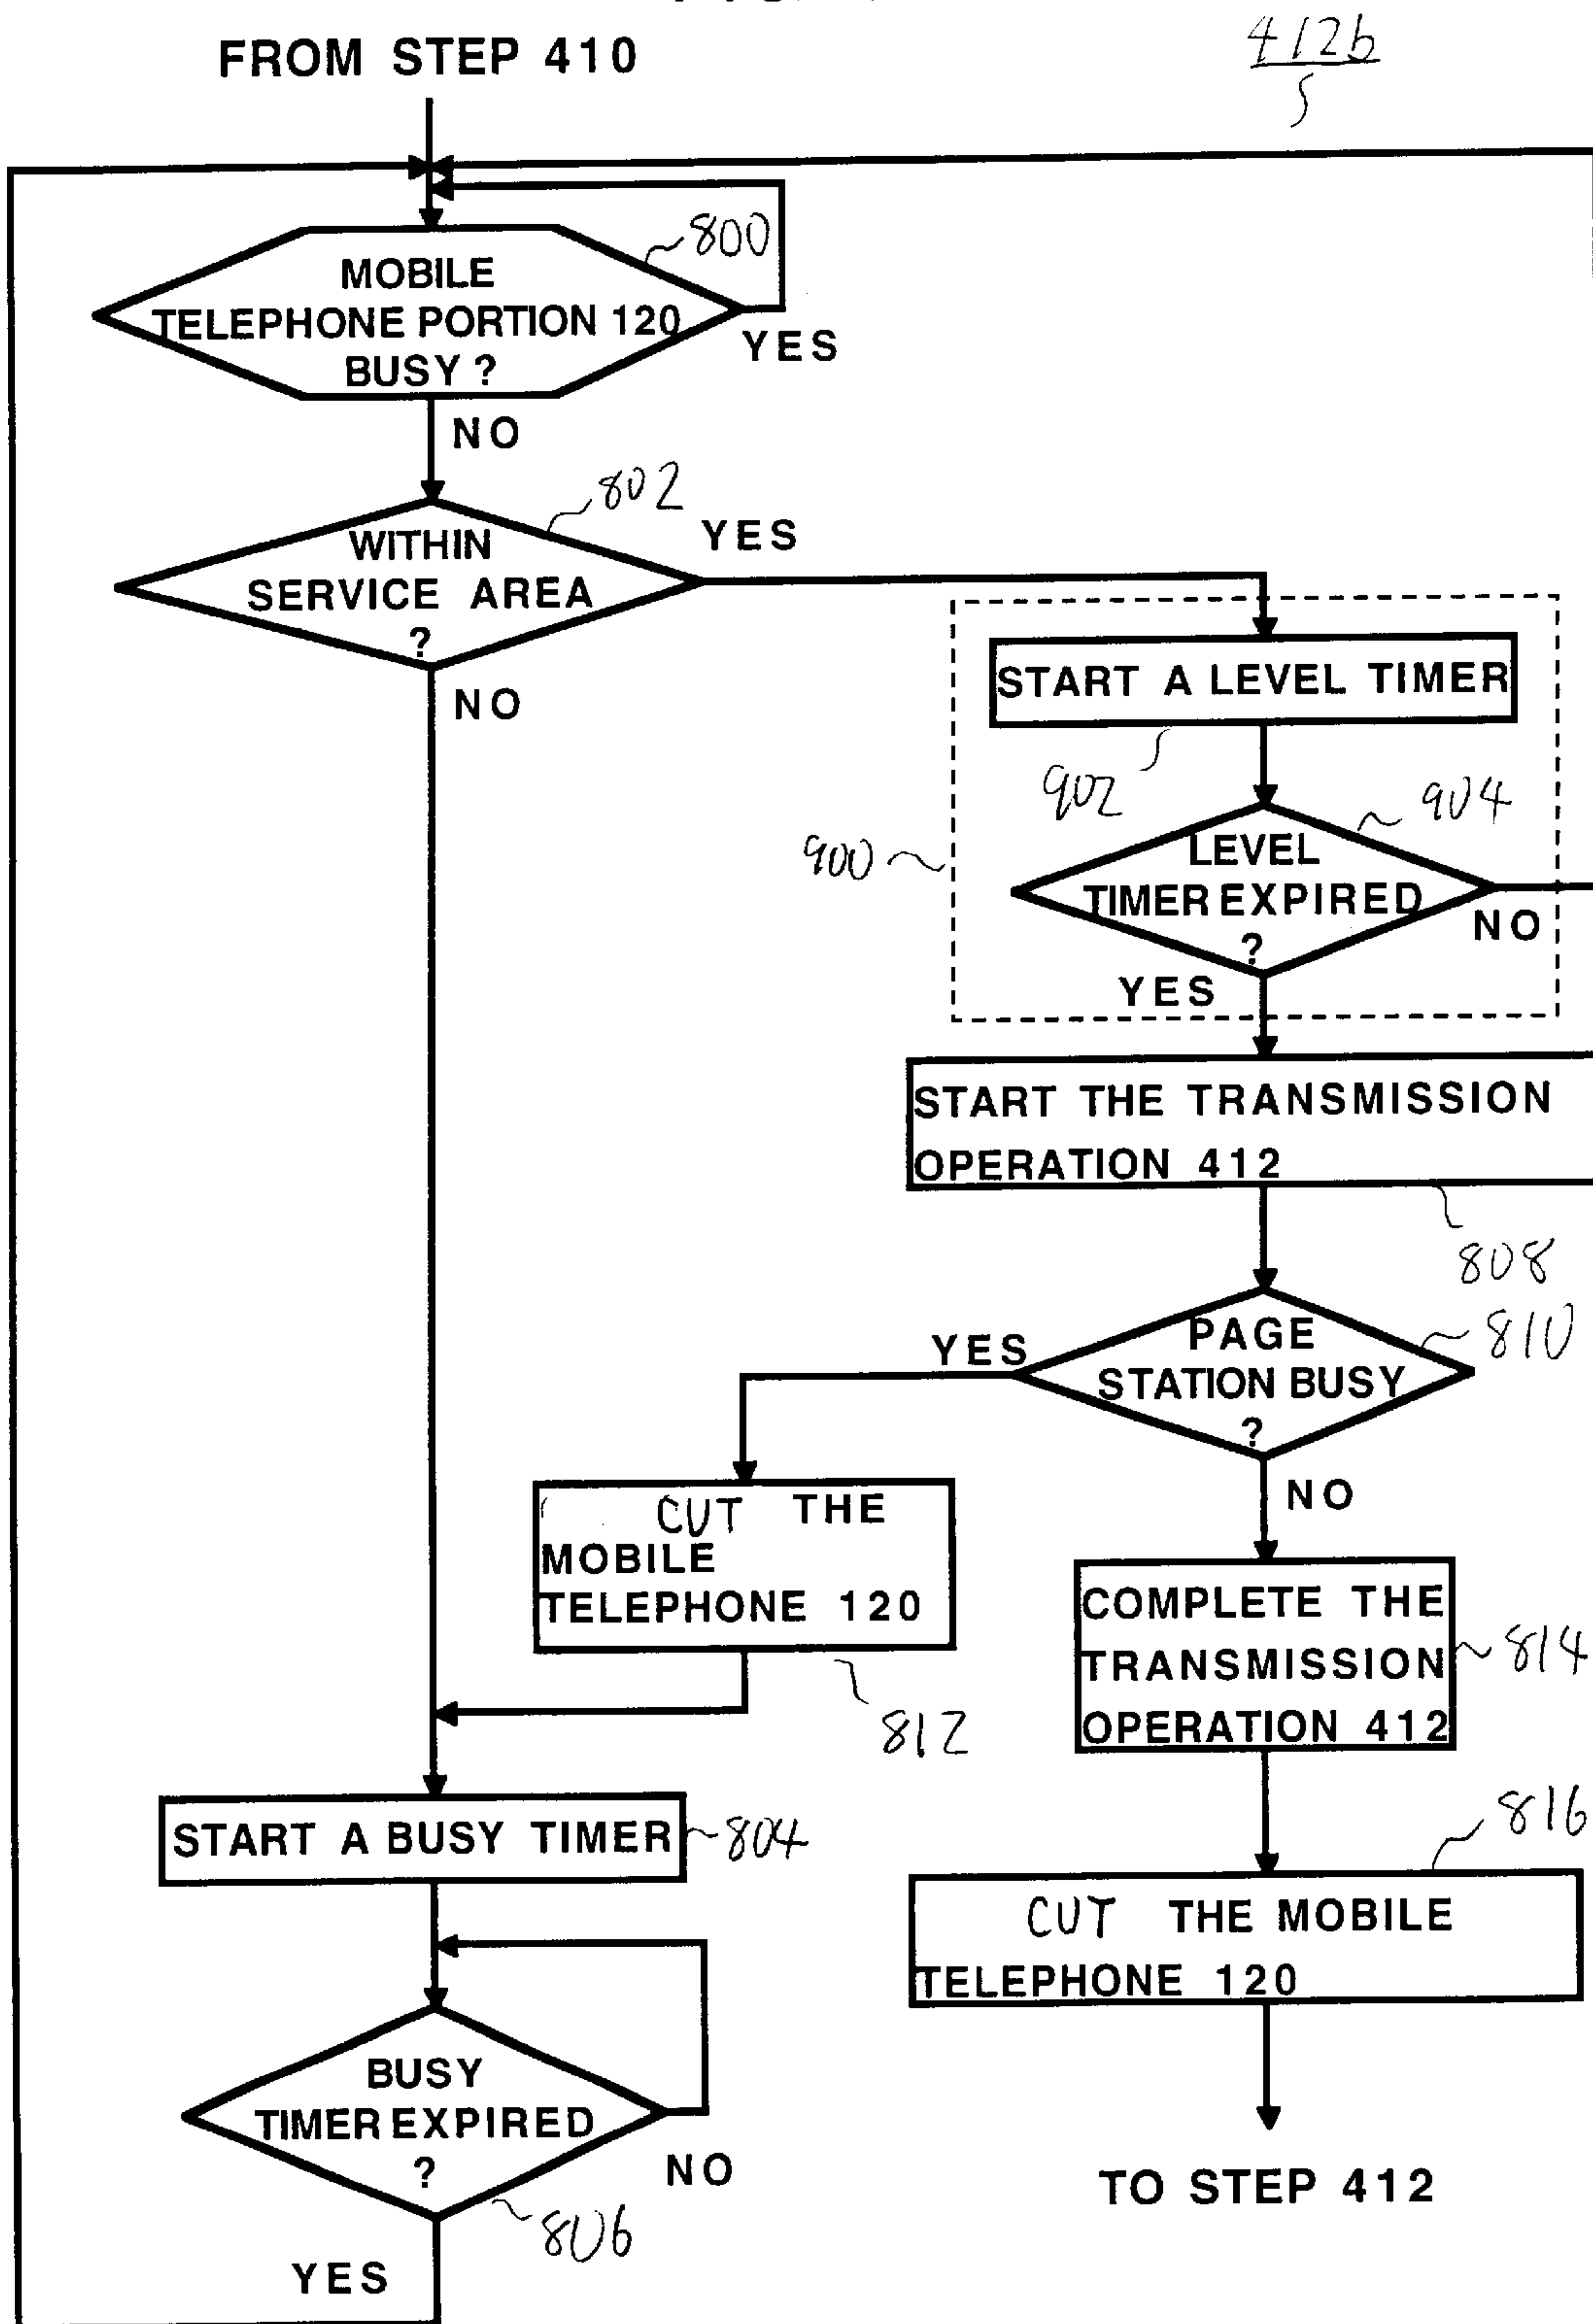 FROM STEP 410
412b
800
MOBILE
TELEPHONE PORTION 120
BUSY ?
YES
NO
802
WITHIN
SERVICE AREA
?
YES
NO
START A LEVEL TIMER
902
904
900
LEVEL
TIMER EXPIRED
?
NO
YES
START THE TRANSMISSION
OPERATION 412
808
PAGE
STATION BUSY
?
810
YES
NO
CUT THE
MOBILE
TELEPHONE 120
812
COMPLETE THE
TRANSMISSION
OPERATION 412
814
START A BUSY TIMER
804
816
CUT THE MOBILE
TELEPHONE 120
BUSY
TIMER EXPIRED
?
NO
806
YES
TO STEP 412